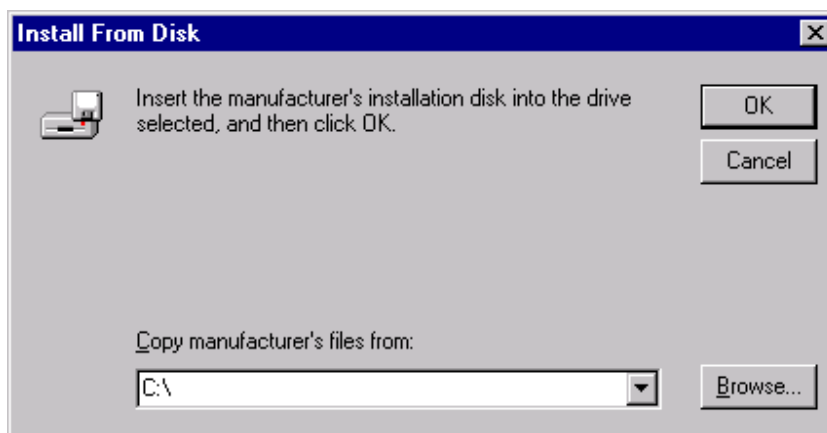 Install From Disk
Insert the manufacturer's installation disk into the drive
selected, and then click OK.
OK
Cancel
Copy manufacturer's files from:
C:\
Browse...